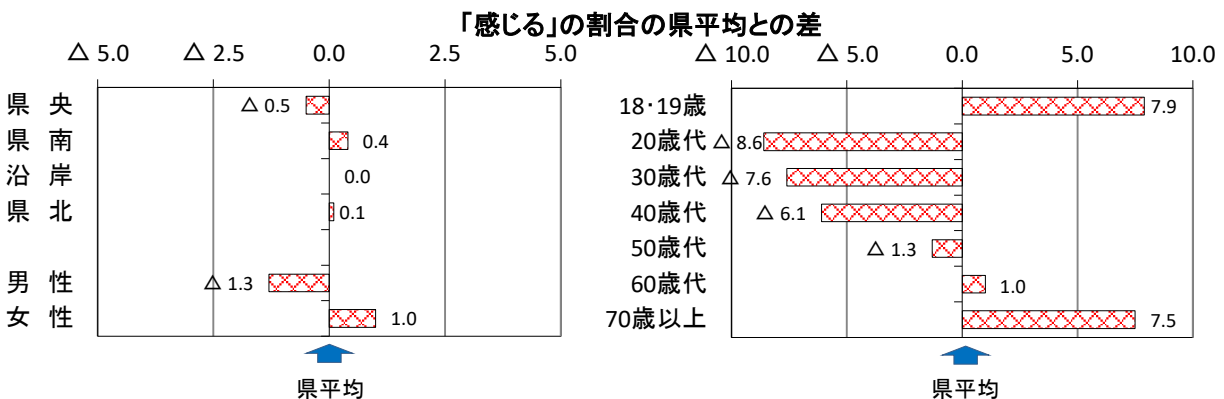 「感じる」の割合の県平均との差
△ 5.0 △ 2.5 0.0 2.5 5.0
県 央 △ 0.5
県 南 0.4
沿 岸 0.0
県 北 0.1
男 性 △ 1.3
女 性 1.0
県平均
△ 10.0 △ 5.0 0.0 5.0 10.0
18･19歳 7.9
20歳代 △ 8.6
30歳代 △ 7.6
40歳代 △ 6.1
50歳代 △ 1.3
60歳代 1.0
70歳以上 7.5
県平均